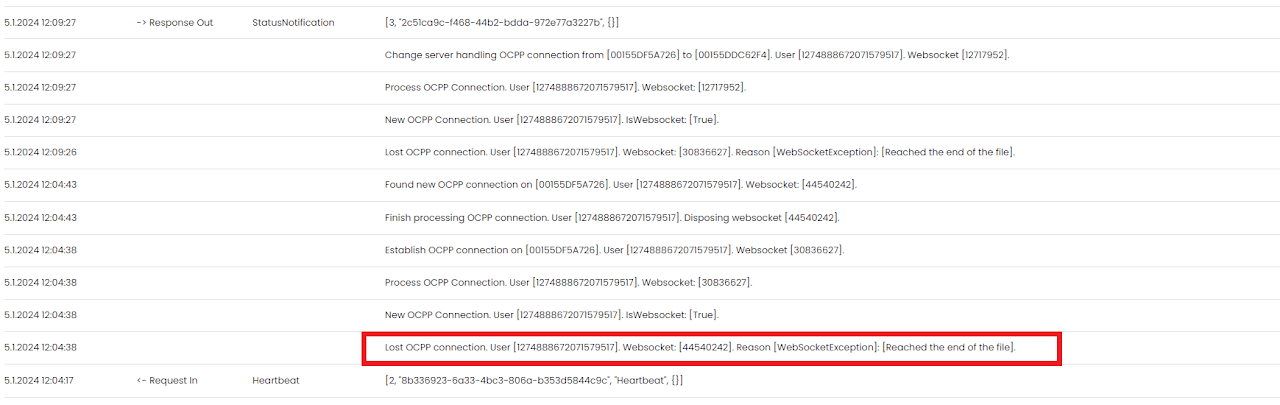 5.1.2024 12:09:27 -> Response Out StatusNotification [3, "2c51ca9c-f468-44b2-bdda-972e77a3227b", {}]
5.1.2024 12:09:27 Change server handling OCPP connection from [00155DF5A726] to [00155DDC62F4]. User [1274888672071579517]. Websocket [12717952].
5.1.2024 12:09:27 Process OCPP Connection. User [1274888672071579517]. Websocket: [12717952].
5.1.2024 12:09:27 New OCPP Connection. User [1274888672071579517]. IsWebsocket: [True].
5.1.2024 12:09:26 Lost OCPP connection. User [1274888672071579517]. Websocket: [30836627]. Reason [WebSocketException]: [Reached the end of the file].
5.1.2024 12:04:43 Found new OCPP connection on [00155DF5A726]. User [1274888672071579517]. Websocket: [44540242].
5.1.2024 12:04:43 Finish processing OCPP connection. User [1274888672071579517]. Disposing websocket [44540242].
5.1.2024 12:04:38 Establish OCPP connection on [00155DF5A726]. User [1274888672071579517]. Websocket [30836627].
5.1.2024 12:04:38 Process OCPP Connection. User [1274888672071579517]. Websocket: [30836627].
5.1.2024 12:04:38 New OCPP Connection. User [1274888672071579517]. IsWebsocket: [True].
5.1.2024 12:04:38 Lost OCPP connection. User [1274888672071579517]. Websocket: [44540242]. Reason [WebSocketException]: [Reached the end of the file].
5.1.2024 12:04:17 <- Request In Heartbeat [2, "8b336923-6a33-4bc3-806a-b353d5844c9c", "Heartbeat", {}]